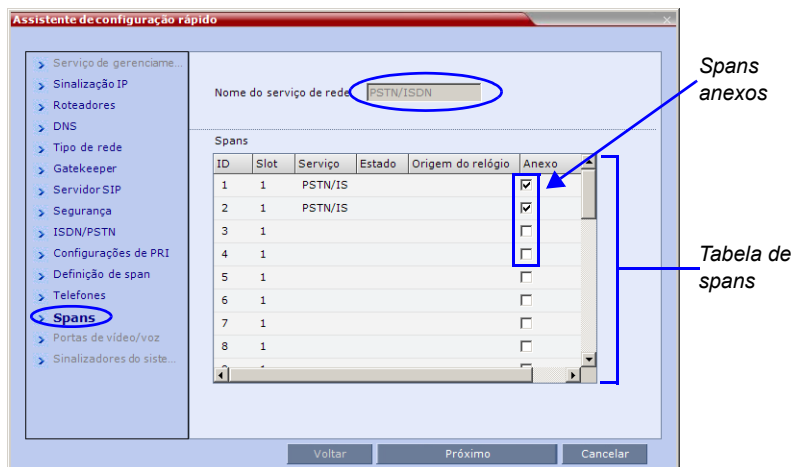 Assistente de configuração rápido
Serviço de gerenciame...
Sinalização IP
Roteadores
DNS
Tipo de rede
Gatekeeper
Servidor SIP
Segurança
ISDN/PSTN
Configurações de PRI
Definição de span
Telefones
Spans
Portas de vídeo/voz
Sinalizadores do siste...
Nome do serviço de rede
PSTN/ISDN
Spans
ID Slot Serviço Estado Origem do relógio Anexo
1 1 PSTN/IS
2 1 PSTN/IS
3 1
4 1
5 1
6 1
7 1
8 1
Voltar Próximo Cancelar
Spans
anexos
Tabela de
spans